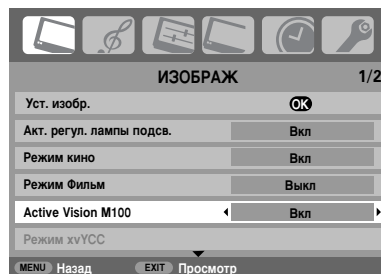 ИЗОБРАЖ 1/2
Уст. изобр. OK
Акт. регул. лампы подсв. Вкл
Режим кино Вкл
Режим Фильм Выкл
Active Vision M100 Вкл
Режим xvYCC
MENU Назад EXIT Просмотр